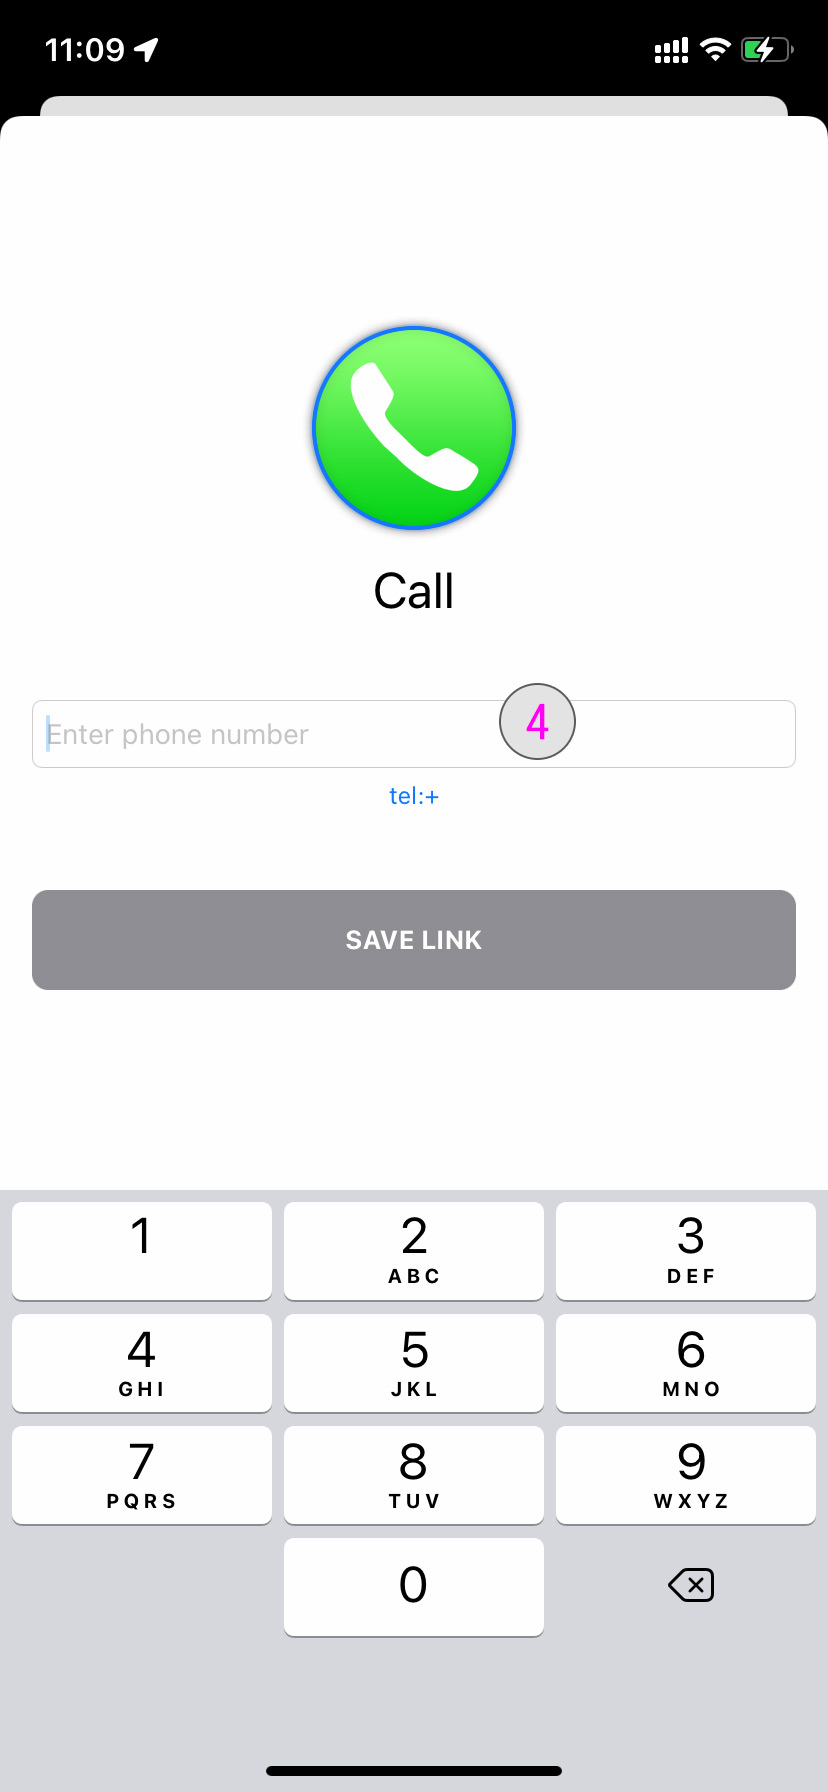 11:09
Call
Enter phone number
4
tel:+
SAVE LINK
1
2
ABC
3
DEF
4
GHI
5
JKL
6
MNO
7
PQRS
8
TUV
9
WXYZ
0